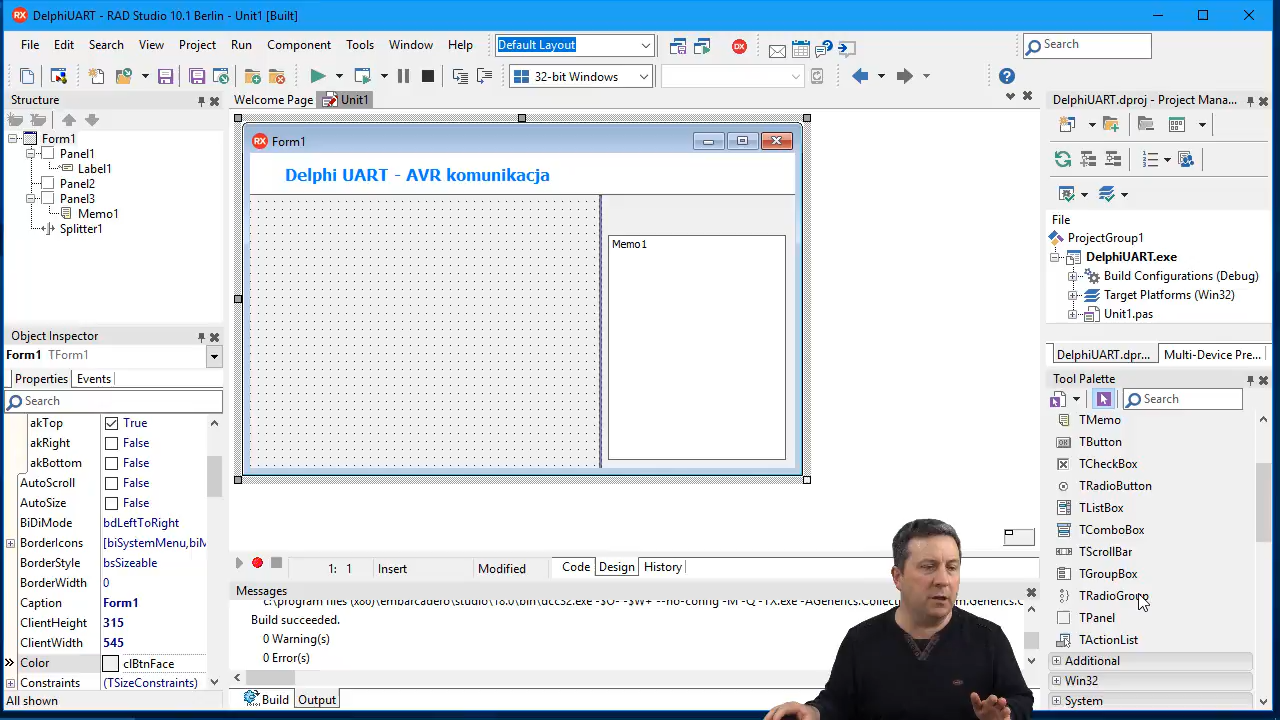 DelphiUART - RAD Studio 10.1 Berlin - Unit1 [Built]
File Edit Search View Project Run Component Tools Window Help
Default Layout
Search
32-bit Windows
Structure
Form1
Panel1
Label1
Panel2
Panel3
Memo1
Splitter1
Object Inspector
Form1 TForm1
Properties Events
Search
akTop True
akRight False
akBottom False
AutoScroll False
AutoSize False
BiDiMode bdLeftToRight
BorderIcons [biSystemMenu,biM
BorderStyle bsSizeable
BorderWidth 0
Caption Form1
ClientHeight 315
ClientWidth 545
Color clBtnFace
Constraints (TSizeConstraints)
All shown
Welcome Page Unit1
Form1
Delphi UART - AVR komunikacja
Memo1
1: 1 Insert Modified Code Design History
Messages
Build succeeded.
0 Warning(s)
0 Error(s)
Build Output
DelphiUART.dproj - Project Mana...
File
ProjectGroup1
DelphiUART.exe
Build Configurations (Debug)
Target Platforms (Win32)
Unit1.pas
DelphiUART.dpr... Multi-Device Pre...
Tool Palette
Search
TMemo
TButton
TCheckBox
TRadioButton
TListBox
TComboBox
TScrollBar
TGroupBox
TRadioGroup
TPanel
TActionList
Additional
Win32
System